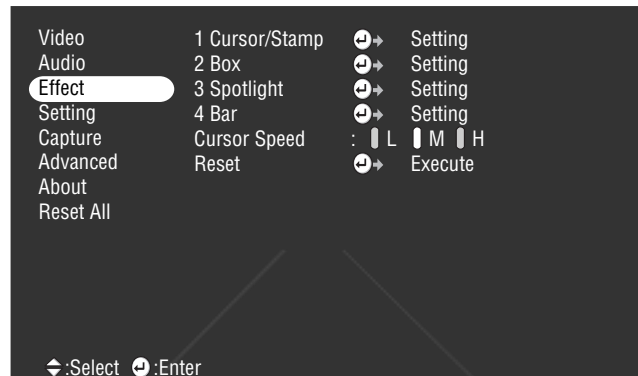 Video
Audio
Effect
Setting
Capture
Advanced
About
Reset All
1 Cursor/Stamp Setting
2 Box Setting
3 Spotlight Setting
4 Bar Setting
Cursor Speed : L M H
Reset Execute
:Select :Enter